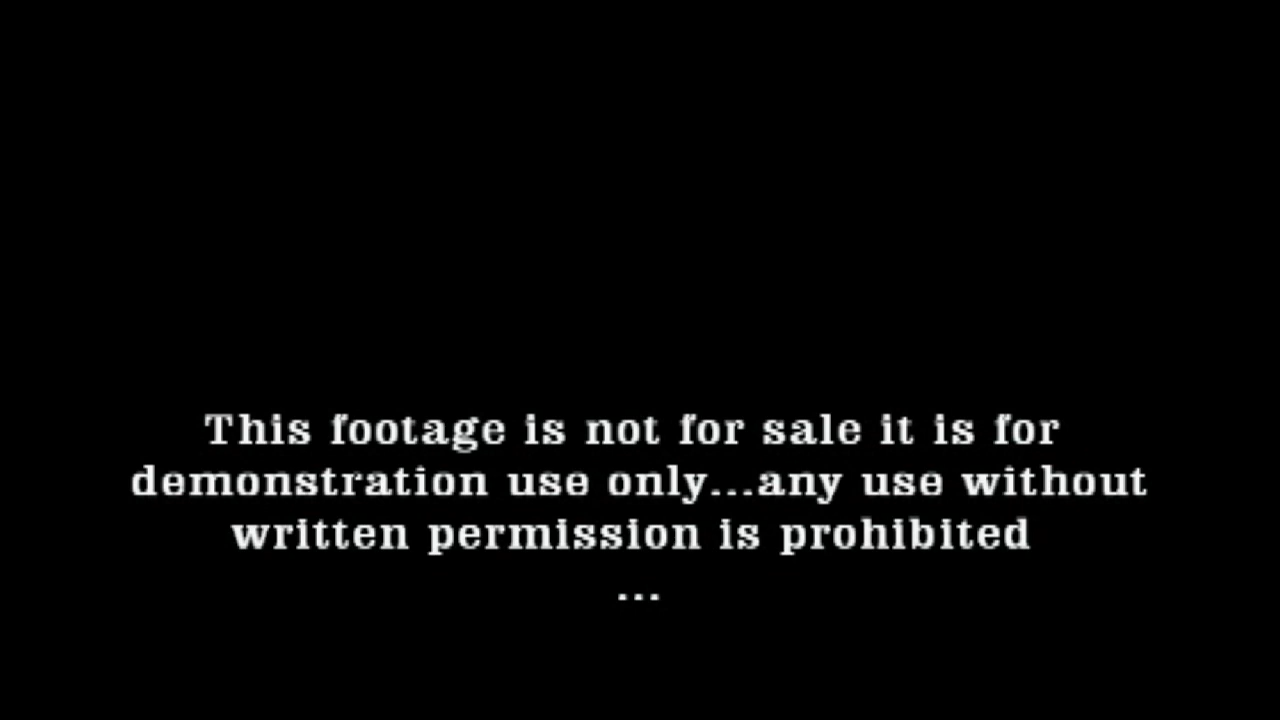 This footage is not for sale it is for
demonstration use only...any use without
written permission is prohibited
...